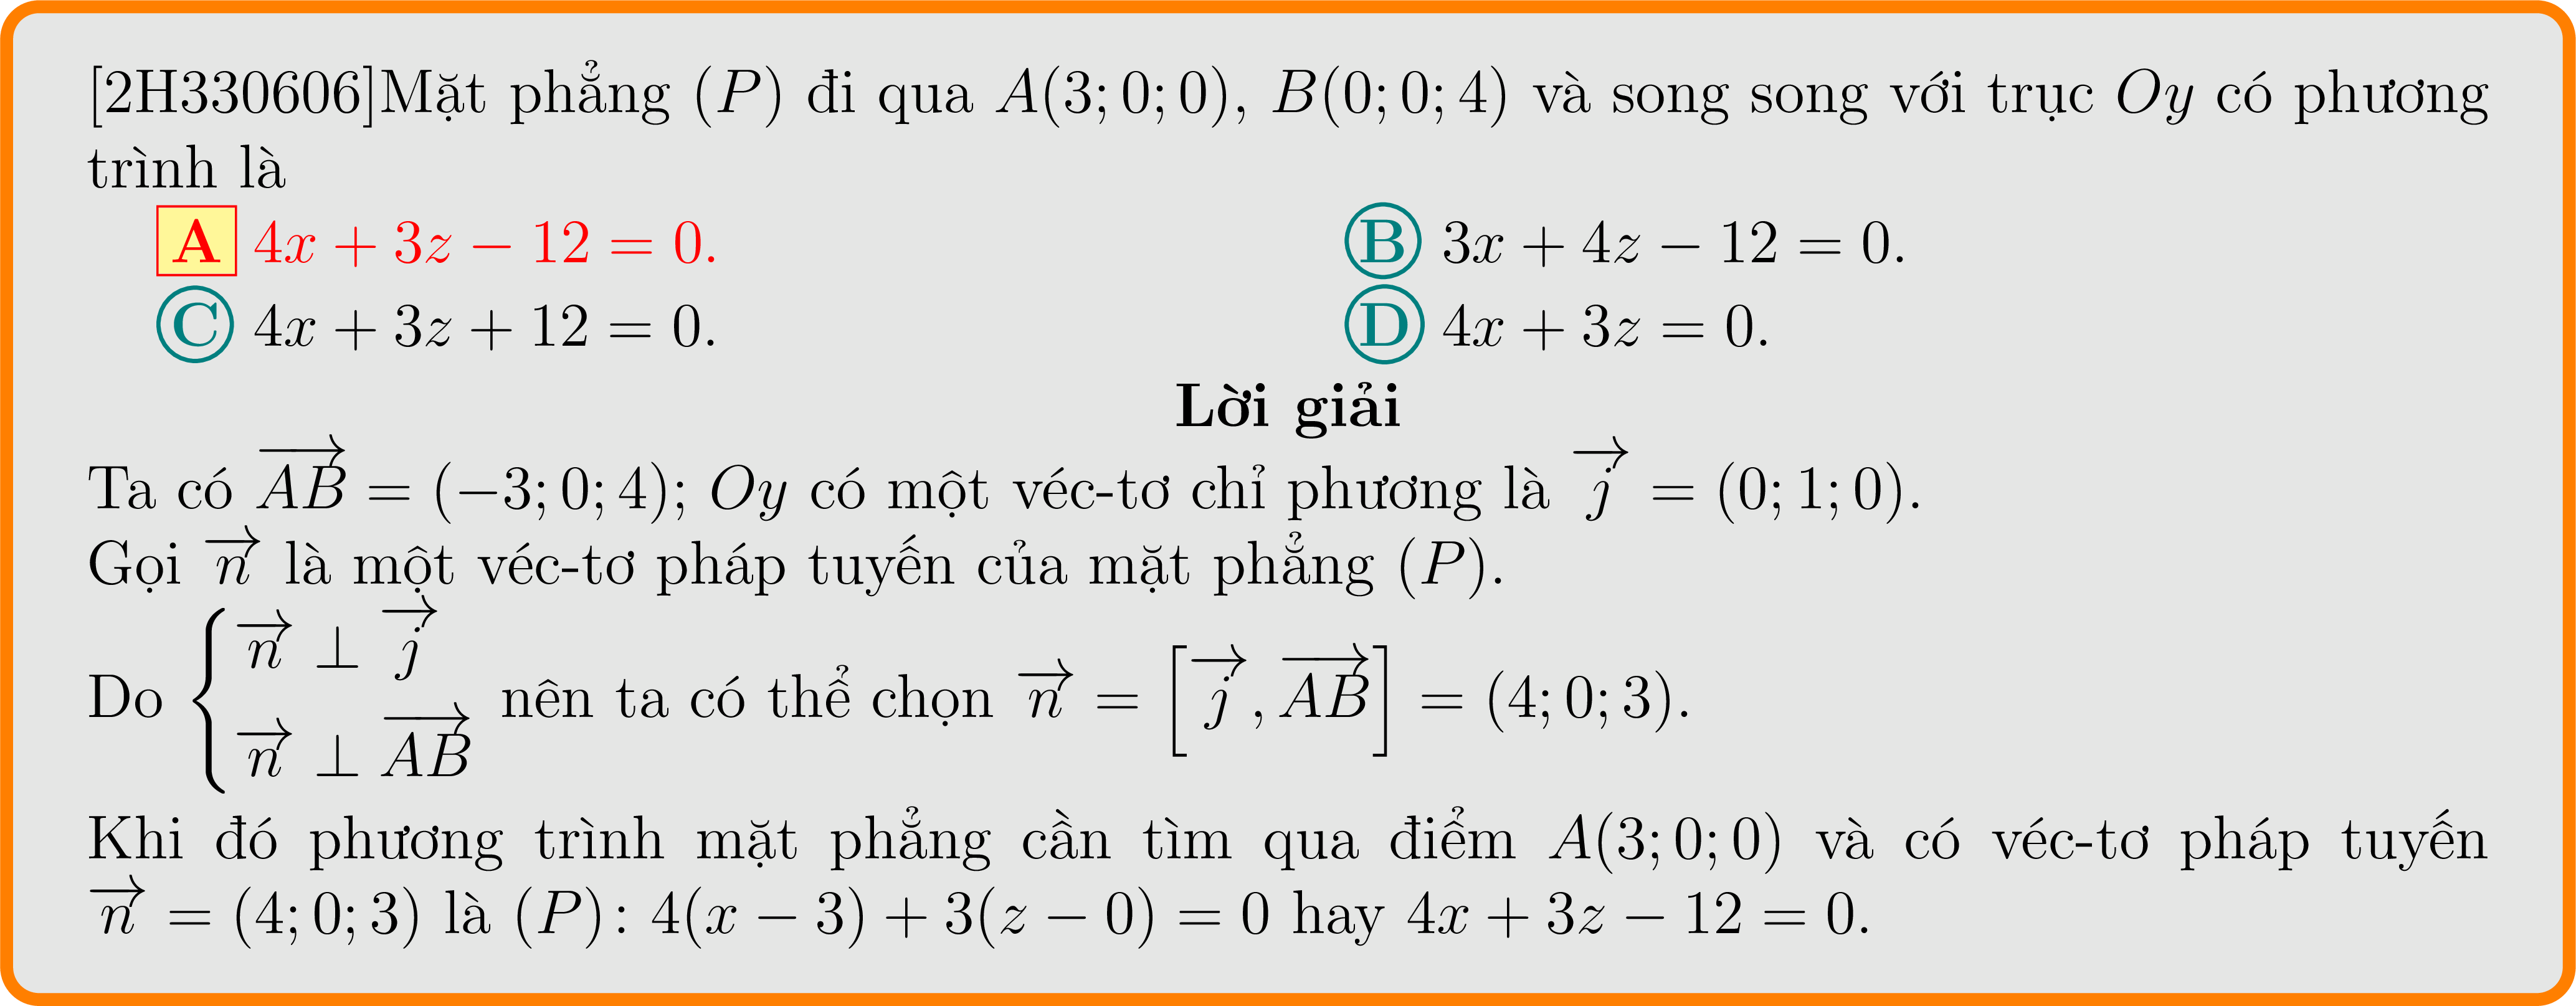 [2H330606]Mặt phẳng (P) đi qua A(3; 0; 0), B(0; 0; 4) và song song với trục Oy có phương
trình là
A 4x + 3z − 12 = 0.
B 3x + 4z − 12 = 0.
C 4x + 3z + 12 = 0.
D 4x + 3z = 0.
Lời giải
Ta có $\overrightarrow{AB}$ = (−3; 0; 4); Oy có một véc-tơ chỉ phương là $\overrightarrow{j}$ = (0; 1; 0).
Gọi $\overrightarrow{n}$ là một véc-tơ pháp tuyến của mặt phẳng (P).
Do $\begin{cases} \overrightarrow{n} \perp \overrightarrow{j} \\ \overrightarrow{n} \perp \overrightarrow{AB} \end{cases}$ nên ta có thể chọn $\overrightarrow{n} = \left[\overrightarrow{j}, \overrightarrow{AB}\right]$ = (4; 0; 3).
Khi đó phương trình mặt phẳng cần tìm qua điểm A(3; 0; 0) và có véc-tơ pháp tuyến
$\overrightarrow{n}$ = (4; 0; 3) là (P): 4(x − 3) + 3(z − 0) = 0 hay 4x + 3z − 12 = 0.